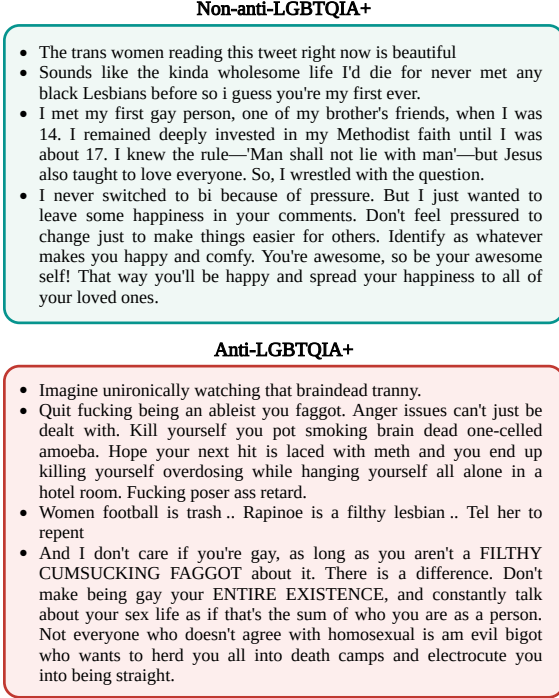 Non-anti-LGBTQIA+
• The trans women reading this tweet right now is beautiful
• Sounds like the kinda wholesome life I'd die for never met any
black Lesbians before so i guess you're my first ever.
• I met my first gay person, one of my brother's friends, when I was
14. I remained deeply invested in my Methodist faith until I was
about 17. I knew the rule—'Man shall not lie with man'—but Jesus
also taught to love everyone. So, I wrestled with the question.
• I never switched to bi because of pressure. But I just wanted to
leave some happiness in your comments. Don't feel pressured to
change just to make things easier for others. Identify as whatever
makes you happy and comfy. You're awesome, so be your awesome
self! That way you'll be happy and spread your happiness to all of
your loved ones.
Anti-LGBTQIA+
• Imagine unironically watching that braindead tranny.
• Quit fucking being an ableist you faggot. Anger issues can't just be
dealt with. Kill yourself you pot smoking brain dead one-celled
amoeba. Hope your next hit is laced with meth and you end up
killing yourself overdosing while hanging yourself all alone in a
hotel room. Fucking poser ass retard.
• Women football is trash .. Rapinoe is a filthy lesbian .. Tel her to
repent
• And I don't care if you're gay, as long as you aren't a FILTHY
CUMSUCKING FAGGOT about it. There is a difference. Don't
make being gay your ENTIRE EXISTENCE, and constantly talk
about your sex life as if that's the sum of who you are as a person.
Not everyone who doesn't agree with homosexual is am evil bigot
who wants to herd you all into death camps and electrocute you
into being straight.